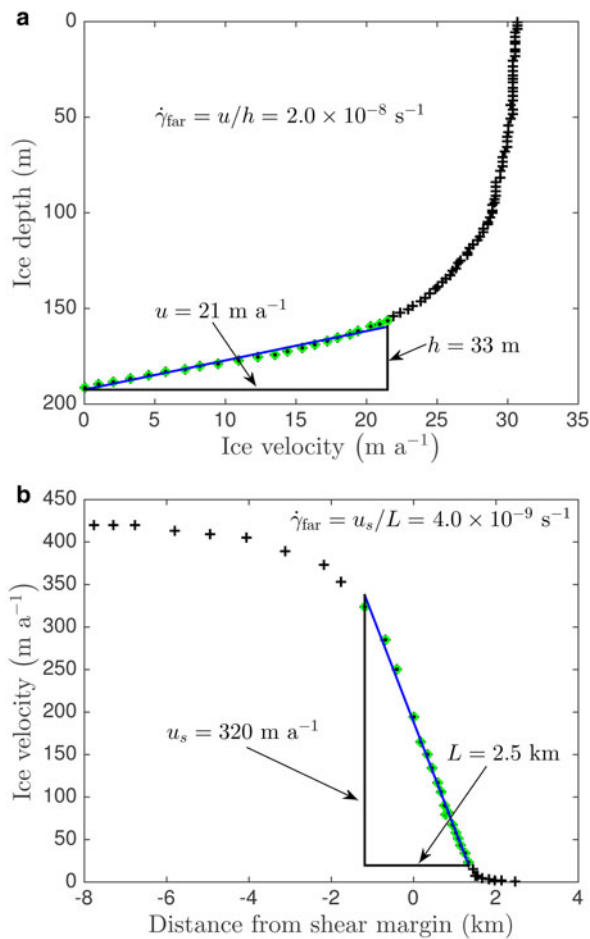 a
0
50
100
150
200
Ice depth (m)
γ̇far = u/h = 2.0 × 10⁻⁸ s⁻¹
u = 21 m a⁻¹
h = 33 m
0 5 10 15 20 25 30 35
Ice velocity (m a⁻¹)
b
450
400
350
300
250
200
150
100
50
0
Ice velocity (m a⁻¹)
γ̇far = uₛ/L = 4.0 × 10⁻⁹ s⁻¹
uₛ = 320 m a⁻¹
L = 2.5 km
-8 -6 -4 -2 0 2 4
Distance from shear margin (km)